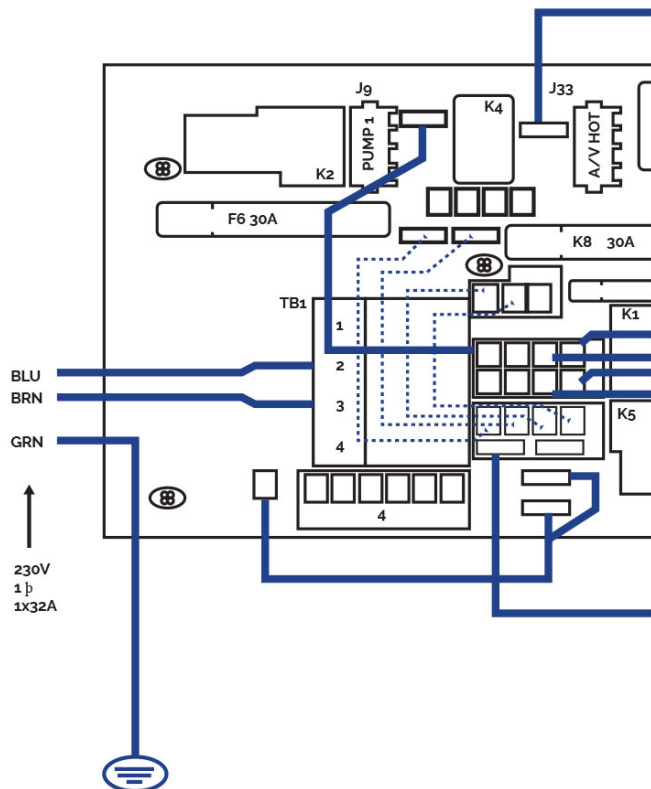 J9
J33
K4
PUMP 1
A/V HOT
K2
F6 30A
K8 30A
TB1
1
K1
2
BLU
BRN
3
K5
GRN
4
4
230V
1 þ
1x32A